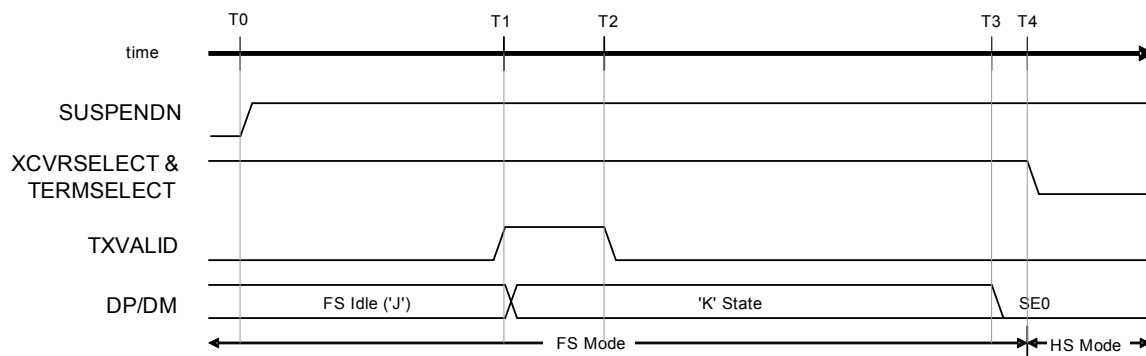 T0 T1 T2 T3 T4
time
SUSPENDN
XCVRSELECT &
TERMSELECT
TXVALID
DP/DM FS Idle ('J') 'K' State SE0
FS Mode HS Mode